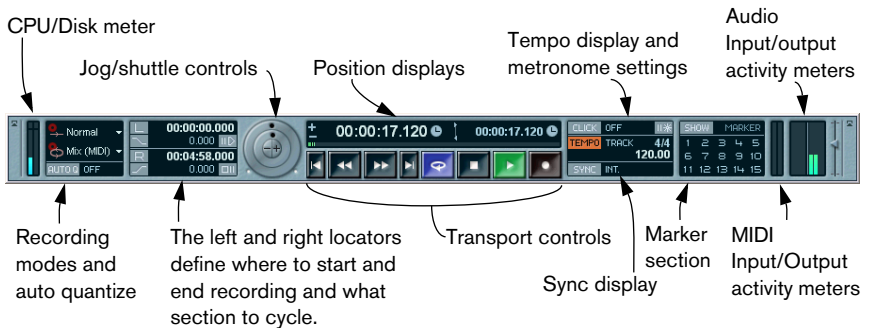 CPU/Disk meter
Jog/shuttle controls
Position displays
Tempo display and
metronome settings
Audio
Input/output
activity meters
Normal
Mix (MIDI)
AUTO Q OFF
L 00:00:00.000
0.000
R 00:04:58.000
0.000
00:00:17.120
00:00:17.120
CLICK OFF
TEMPO TRACK 4/4
120.00
SYNC INT.
SHOW MARKER
1 2 3 4 5
6 7 8 9 10
11 12 13 14 15
Recording
modes and
auto quantize
The left and right locators
define where to start and
end recording and what
section to cycle.
Transport controls
Sync display
Marker
section
MIDI
Input/Output
activity meters